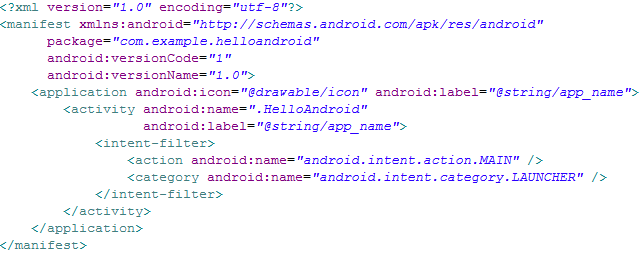 <?xml version="1.0" encoding="utf-8"?>
<manifest xmlns:android="http://schemas.android.com/apk/res/android"
      package="com.example.helloandroid"
      android:versionCode="1"
      android:versionName="1.0">
    <application android:icon="@drawable/icon" android:label="@string/app_name">
        <activity android:name=".HelloAndroid"
                  android:label="@string/app_name">
            <intent-filter>
                <action android:name="android.intent.action.MAIN" />
                <category android:name="android.intent.category.LAUNCHER" />
            </intent-filter>
        </activity>
    </application>
</manifest>